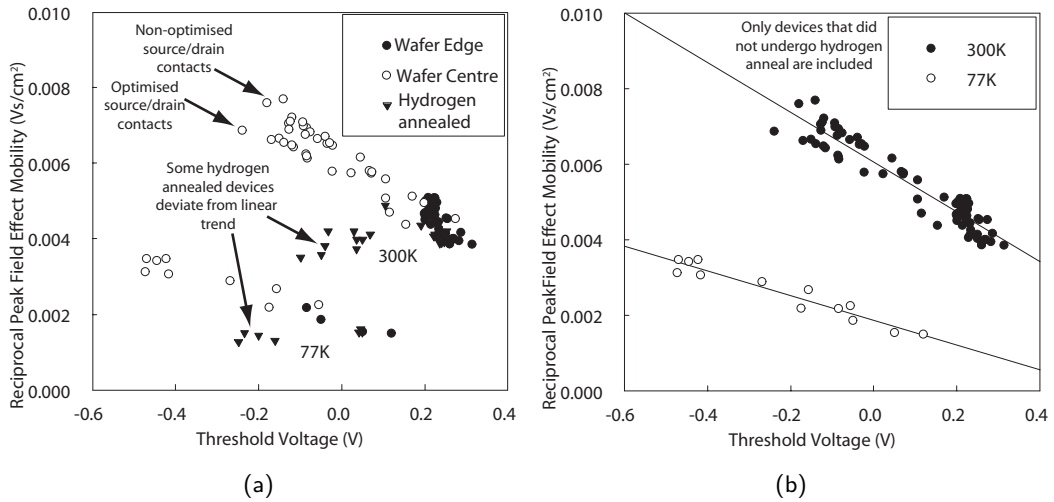 0.010
0.008
0.006
0.004
0.002
0.000
Reciprocal Peak Field Effect Mobility (Vs/cm²)
Non-optimised
source/drain
contacts
Optimised
source/drain
contacts
Some hydrogen
annealed devices
deviate from linear
trend
Wafer Edge
Wafer Centre
Hydrogen
annealed
300K
77K
-0.6
-0.4
-0.2
0.0
0.2
0.4
Threshold Voltage (V)
(a)
0.010
0.008
0.006
0.004
0.002
0.000
Reciprocal PeakField Effect Mobility (Vs/cm²)
Only devices that did
not undergo hydrogen
anneal are included
300K
77K
-0.6
-0.4
-0.2
0.0
0.2
0.4
Threshold Voltage (V)
(b)